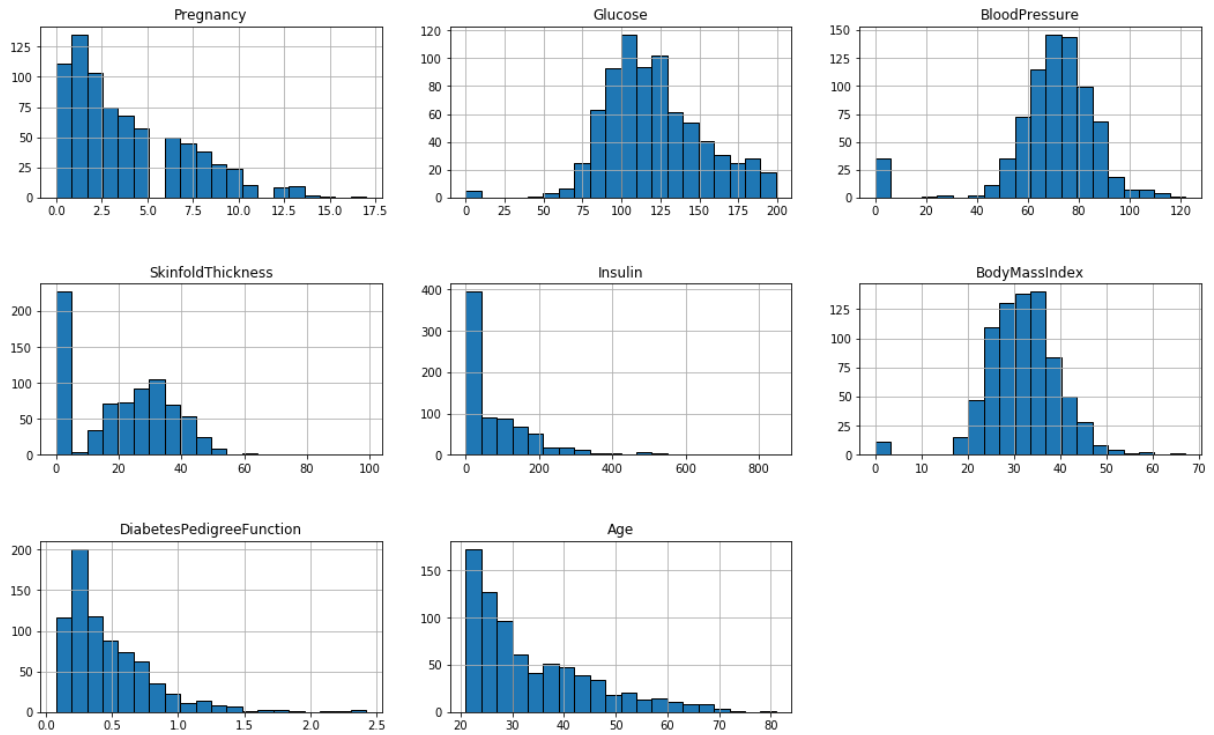 Pregnancy
125
100
75
50
25
0
0.0 2.5 5.0 7.5 10.0 12.5 15.0 17.5
Glucose
120
100
80
60
40
20
0
0 25 50 75 100 125 150 175 200
BloodPressure
150
125
100
75
50
25
0
0 20 40 60 80 100 120
SkinfoldThickness
200
150
100
50
0
0 20 40 60 80 100
Insulin
400
300
200
100
0
0 200 400 600 800
BodyMassIndex
125
100
75
50
25
0
0 10 20 30 40 50 60 70
DiabetesPedigreeFunction
200
150
100
50
0
0.0 0.5 1.0 1.5 2.0 2.5
Age
150
100
50
0
20 30 40 50 60 70 80